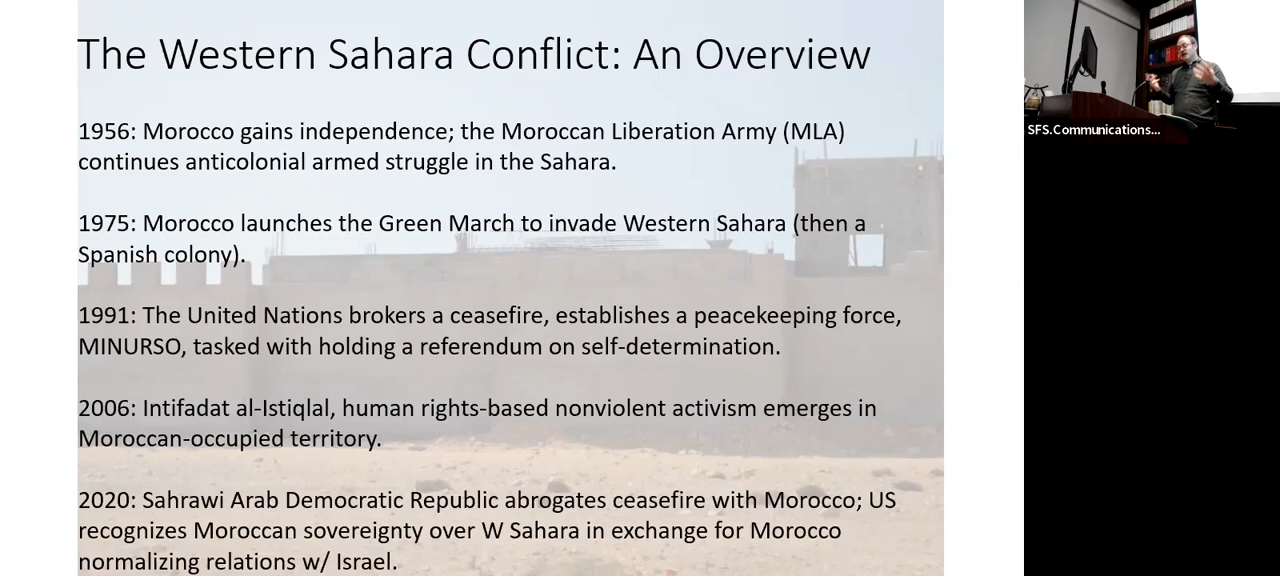 The Western Sahara Conflict: An Overview
1956: Morocco gains independence; the Moroccan Liberation Army (MLA)
continues anticolonial armed struggle in the Sahara.
1975: Morocco launches the Green March to invade Western Sahara (then a
Spanish colony).
1991: The United Nations brokers a ceasefire, establishes a peacekeeping force,
MINURSO, tasked with holding a referendum on self-determination.
2006: Intifadat al-Istiqlal, human rights-based nonviolent activism emerges in
Moroccan-occupied territory.
2020: Sahrawi Arab Democratic Republic abrogates ceasefire with Morocco; US
recognizes Moroccan sovereignty over W Sahara in exchange for Morocco
normalizing relations w/ Israel.
SFS.Communications...